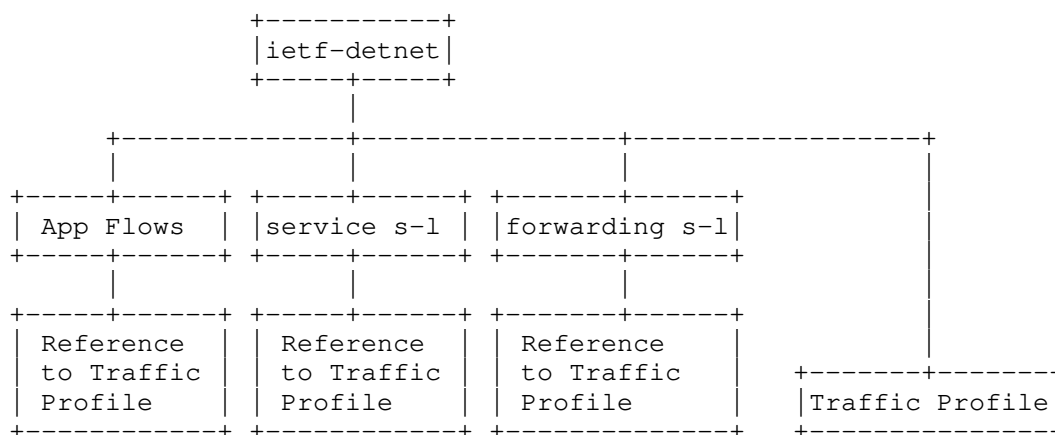 ietf-detnet
App Flows service s-l forwarding s-l
Reference Reference Reference
to Traffic to Traffic to Traffic
Profile Profile Profile Traffic Profile